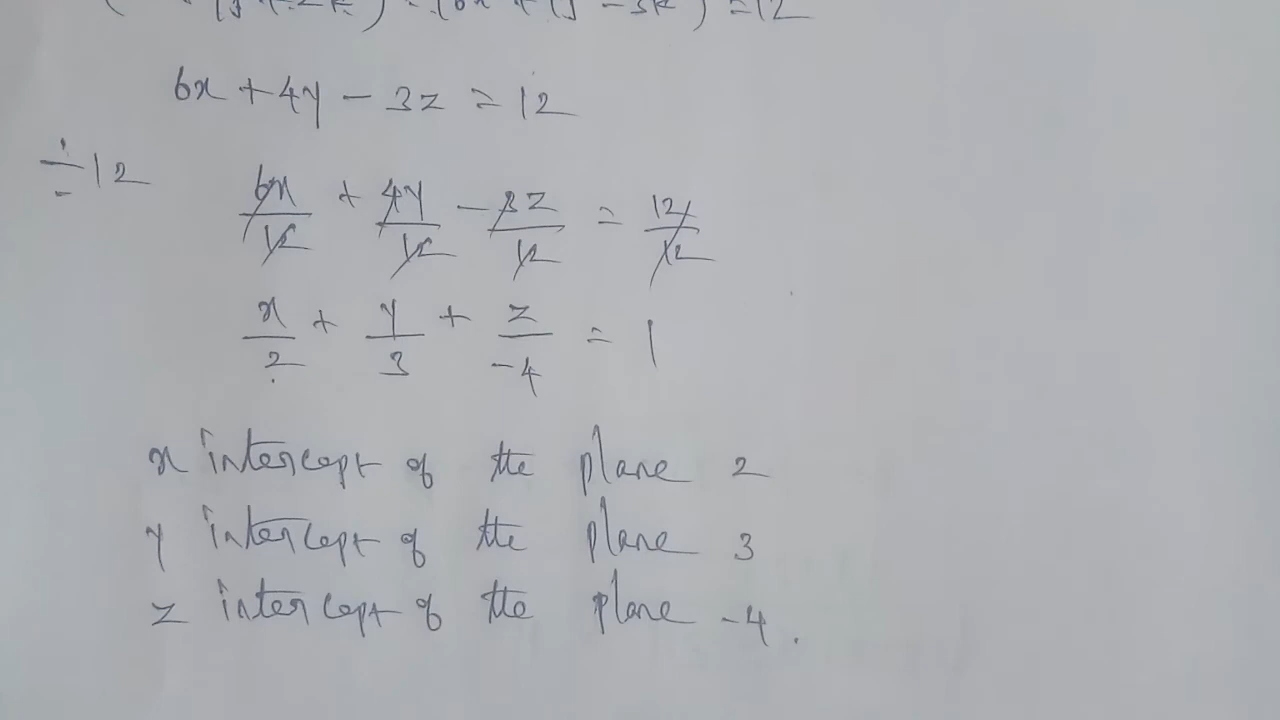 = 12
6x + 4y - 3z = 12
÷12
6x/12 + 4y/12 - 3z/12 = 12/12
x/2 + y/3 + z/-4 = 1
x intercept of the plane 2
y intercept of the plane 3
z intercept of the plane -4.